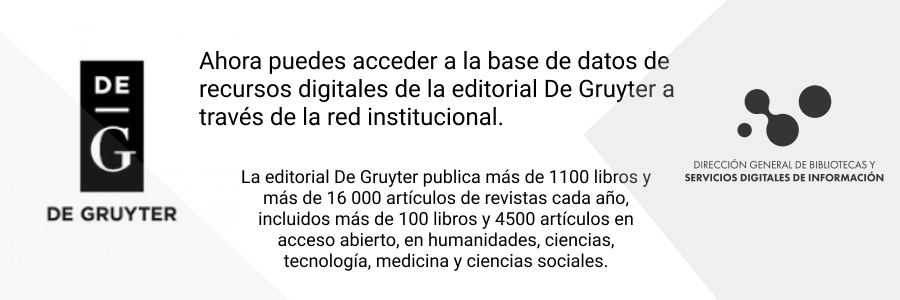 DE
G
DE GRUYTER
Ahora puedes acceder a la base de datos de
recursos digitales de la editorial De Gruyter a
través de la red institucional.
La editorial De Gruyter publica más de 1100 libros y
más de 16 000 artículos de revistas cada año,
incluidos más de 100 libros y 4500 artículos en
acceso abierto, en humanidades, ciencias,
tecnología, medicina y ciencias sociales.
DIRECCIÓN GENERAL DE BIBLIOTECAS Y
SERVICIOS DIGITALES DE INFORMACIÓN